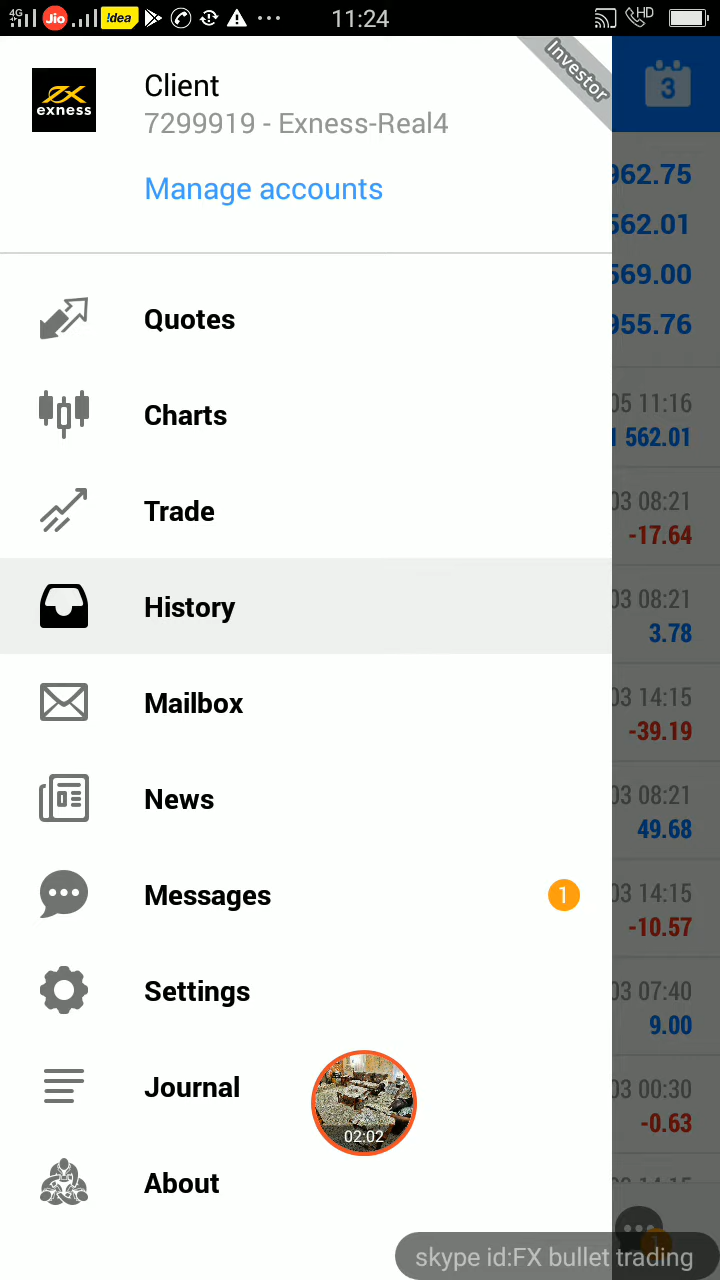 4G
Jio
!dea
11:24
HD
Investor
exness
Client
7299919 - Exness-Real4
Manage accounts
3
962.75
562.01
569.00
955.76
Quotes
Charts
05 11:16
1 562.01
Trade
03 08:21
-17.64
History
03 08:21
3.78
Mailbox
03 14:15
-39.19
News
03 08:21
49.68
Messages
1
03 14:15
-10.57
Settings
03 07:40
9.00
Journal
02:02
03 00:30
-0.63
About
1
skype id:FX bullet trading